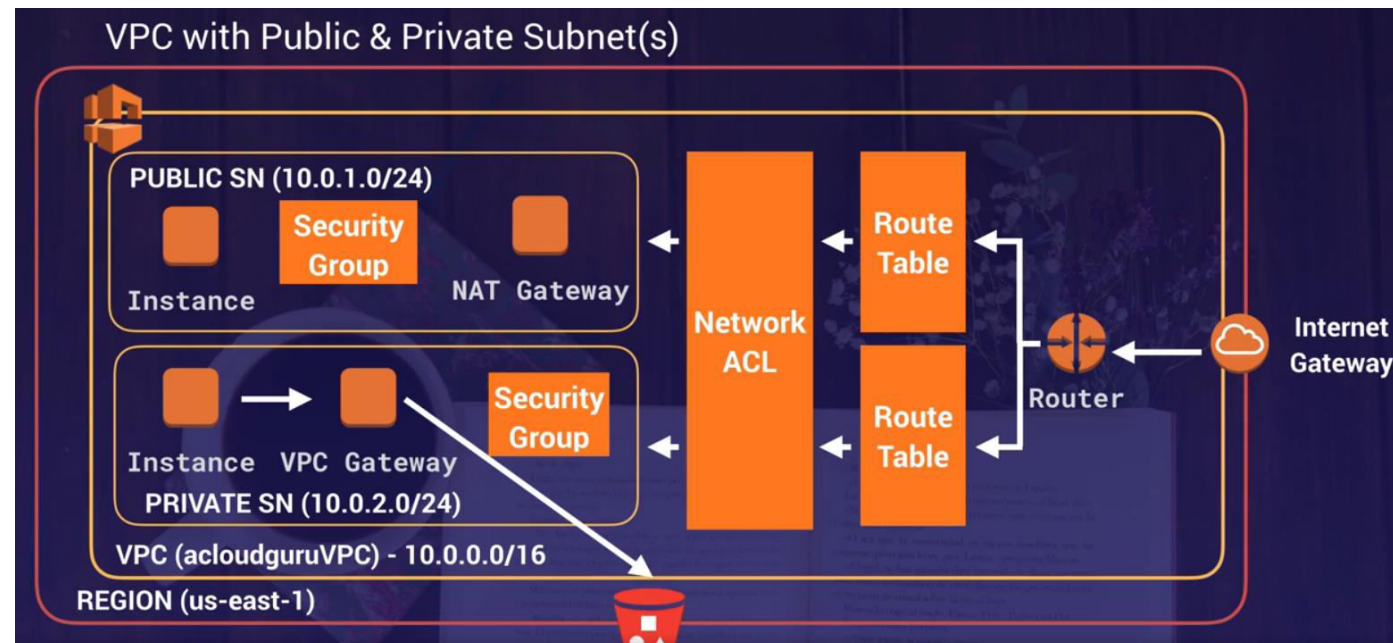 VPC with Public & Private Subnet(s)
PUBLIC SN (10.0.1.0/24)
Instance
Security
Group
NAT Gateway
Instance
VPC Gateway
Security
Group
PRIVATE SN (10.0.2.0/24)
Network
ACL
Route
Table
Route
Table
Router
Internet
Gateway
VPC (acloudguruVPC) - 10.0.0.0/16
REGION (us-east-1)